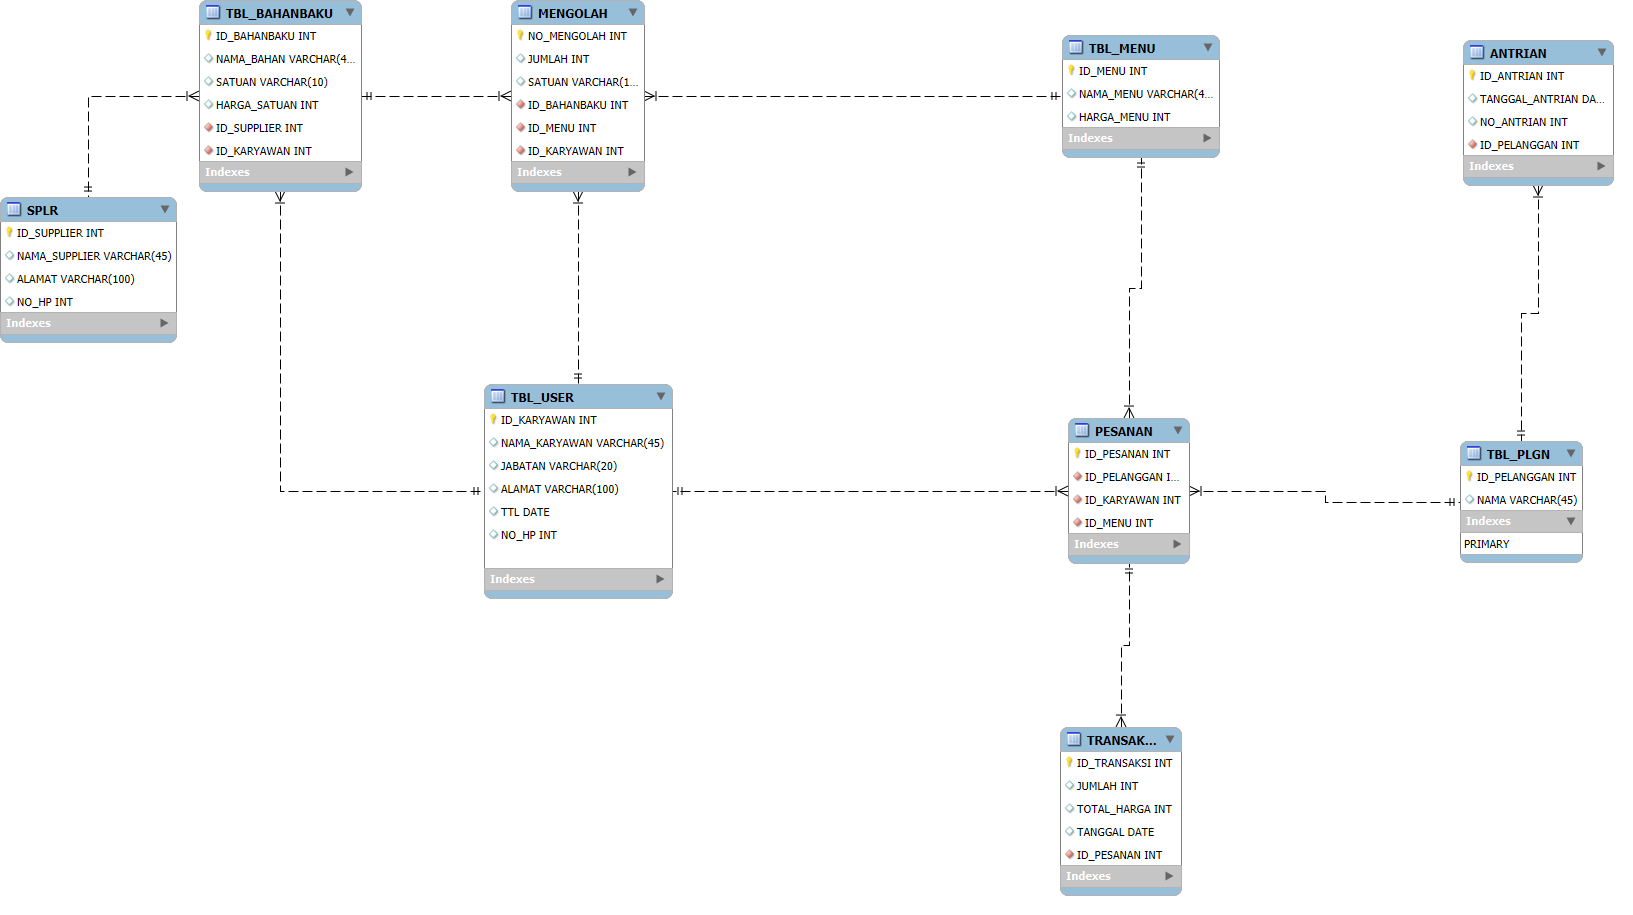 TBL_BAHANBAKU
ID_BAHANBAKU INT
NAMA_BAHAN VARCHAR(4...
SATUAN VARCHAR(10)
HARGA_SATUAN INT
ID_SUPPLIER INT
ID_KARYAWAN INT
Indexes
MENGOLAH
NO_MENGOLAH INT
JUMLAH INT
SATUAN VARCHAR(1...
ID_BAHANBAKU INT
ID_MENU INT
ID_KARYAWAN INT
Indexes
TBL_MENU
ID_MENU INT
NAMA_MENU VARCHAR(4...
HARGA_MENU INT
Indexes
ANTRIAN
ID_ANTRIAN INT
TANGGAL_ANTRIAN DA...
NO_ANTRIAN INT
ID_PELANGGAN INT
Indexes
SPLR
ID_SUPPLIER INT
NAMA_SUPPLIER VARCHAR(45)
ALAMAT VARCHAR(100)
NO_HP INT
Indexes
TBL_USER
ID_KARYAWAN INT
NAMA_KARYAWAN VARCHAR(45)
JABATAN VARCHAR(20)
ALAMAT VARCHAR(100)
TTL DATE
NO_HP INT
Indexes
PESANAN
ID_PESANAN INT
ID_PELANGGAN I...
ID_KARYAWAN INT
ID_MENU INT
Indexes
TBL_PLGN
ID_PELANGGAN INT
NAMA VARCHAR(45)
Indexes
PRIMARY
TRANSAK...
ID_TRANSAKSI INT
JUMLAH INT
TOTAL_HARGA INT
TANGGAL DATE
ID_PESANAN INT
Indexes